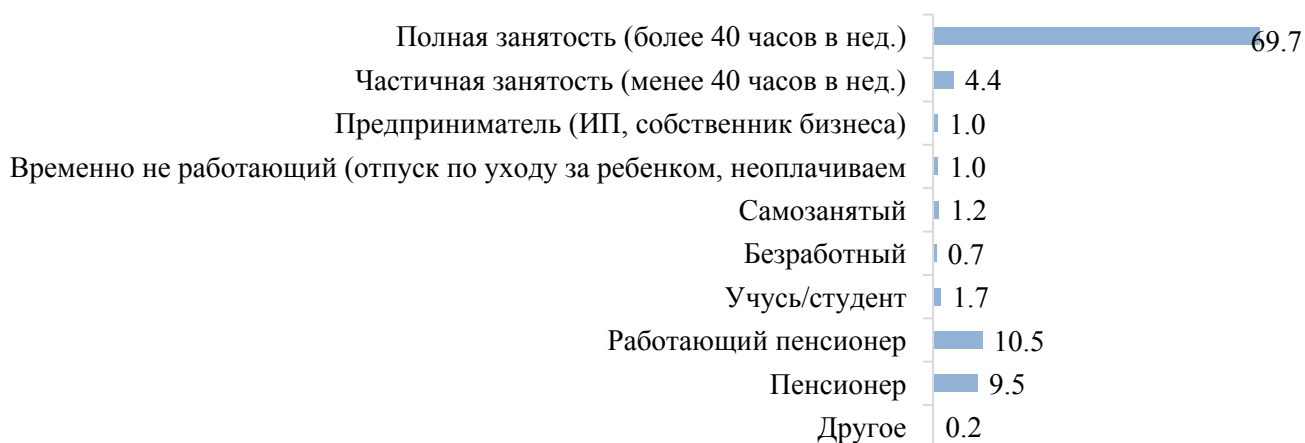 Полная занятость (более 40 часов в нед.) 69.7
Частичная занятость (менее 40 часов в нед.) 4.4
Предприниматель (ИП, собственник бизнеса) 1.0
Временно не работающий (отпуск по уходу за ребенком, неоплачиваем 1.0
Самозанятый 1.2
Безработный 0.7
Учусь/студент 1.7
Работающий пенсионер 10.5
Пенсионер 9.5
Другое 0.2